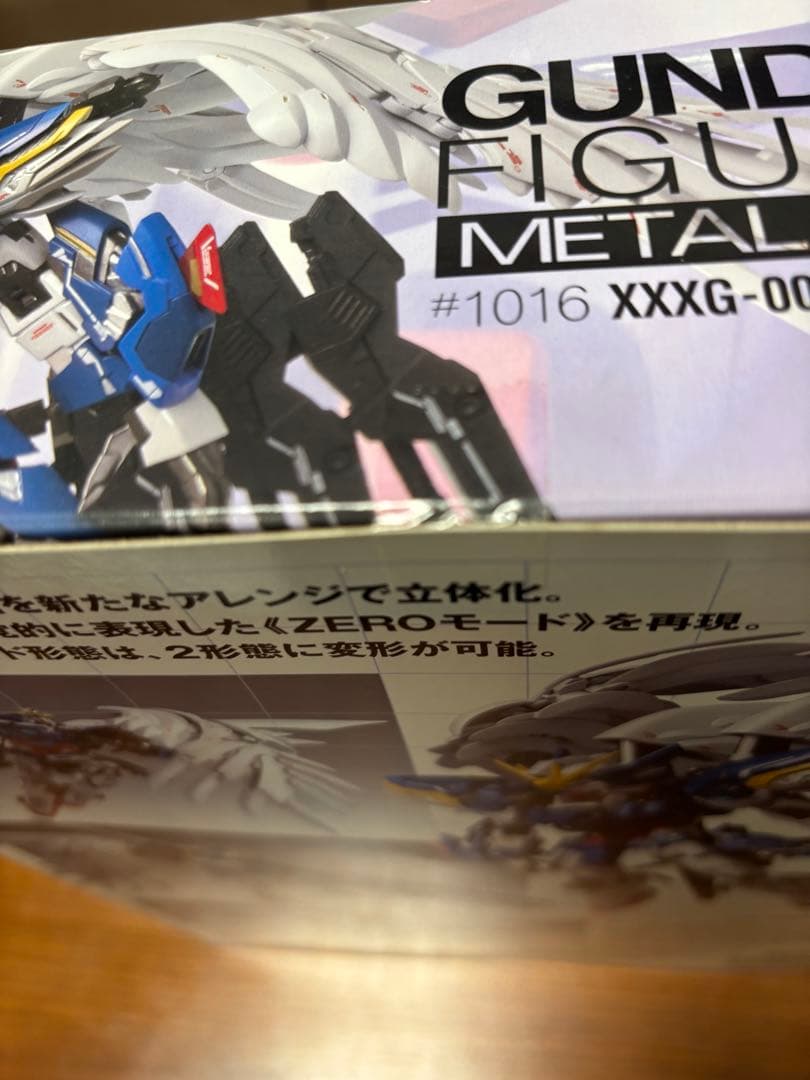 GUND
FIGU
METAL
#1016 XXXG-00
を新たなアレンジで立体化。
的に表現した《ZEROモード》を再現。
ド形態は、2形態に変形が可能。